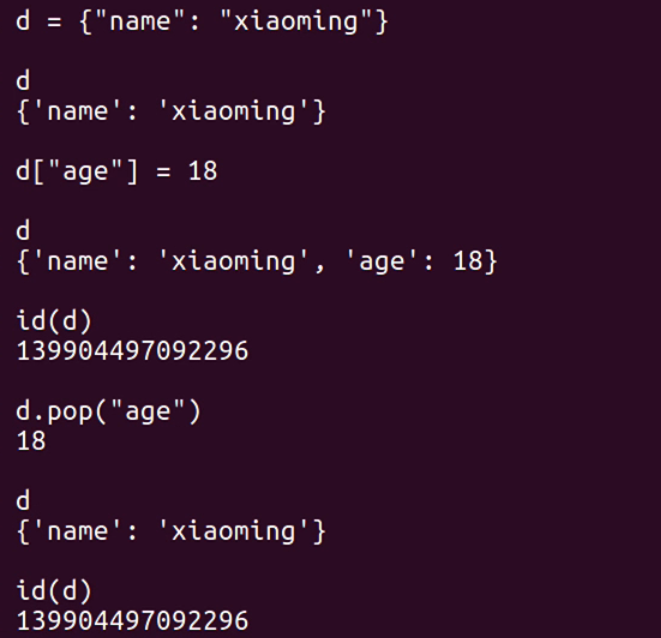 d = {"name": "xiaoming"}
d
{'name': 'xiaoming'}
d["age"] = 18
d
{'name': 'xiaoming', 'age': 18}
id(d)
139904497092296
d.pop("age")
18
d
{'name': 'xiaoming'}
id(d)
139904497092296